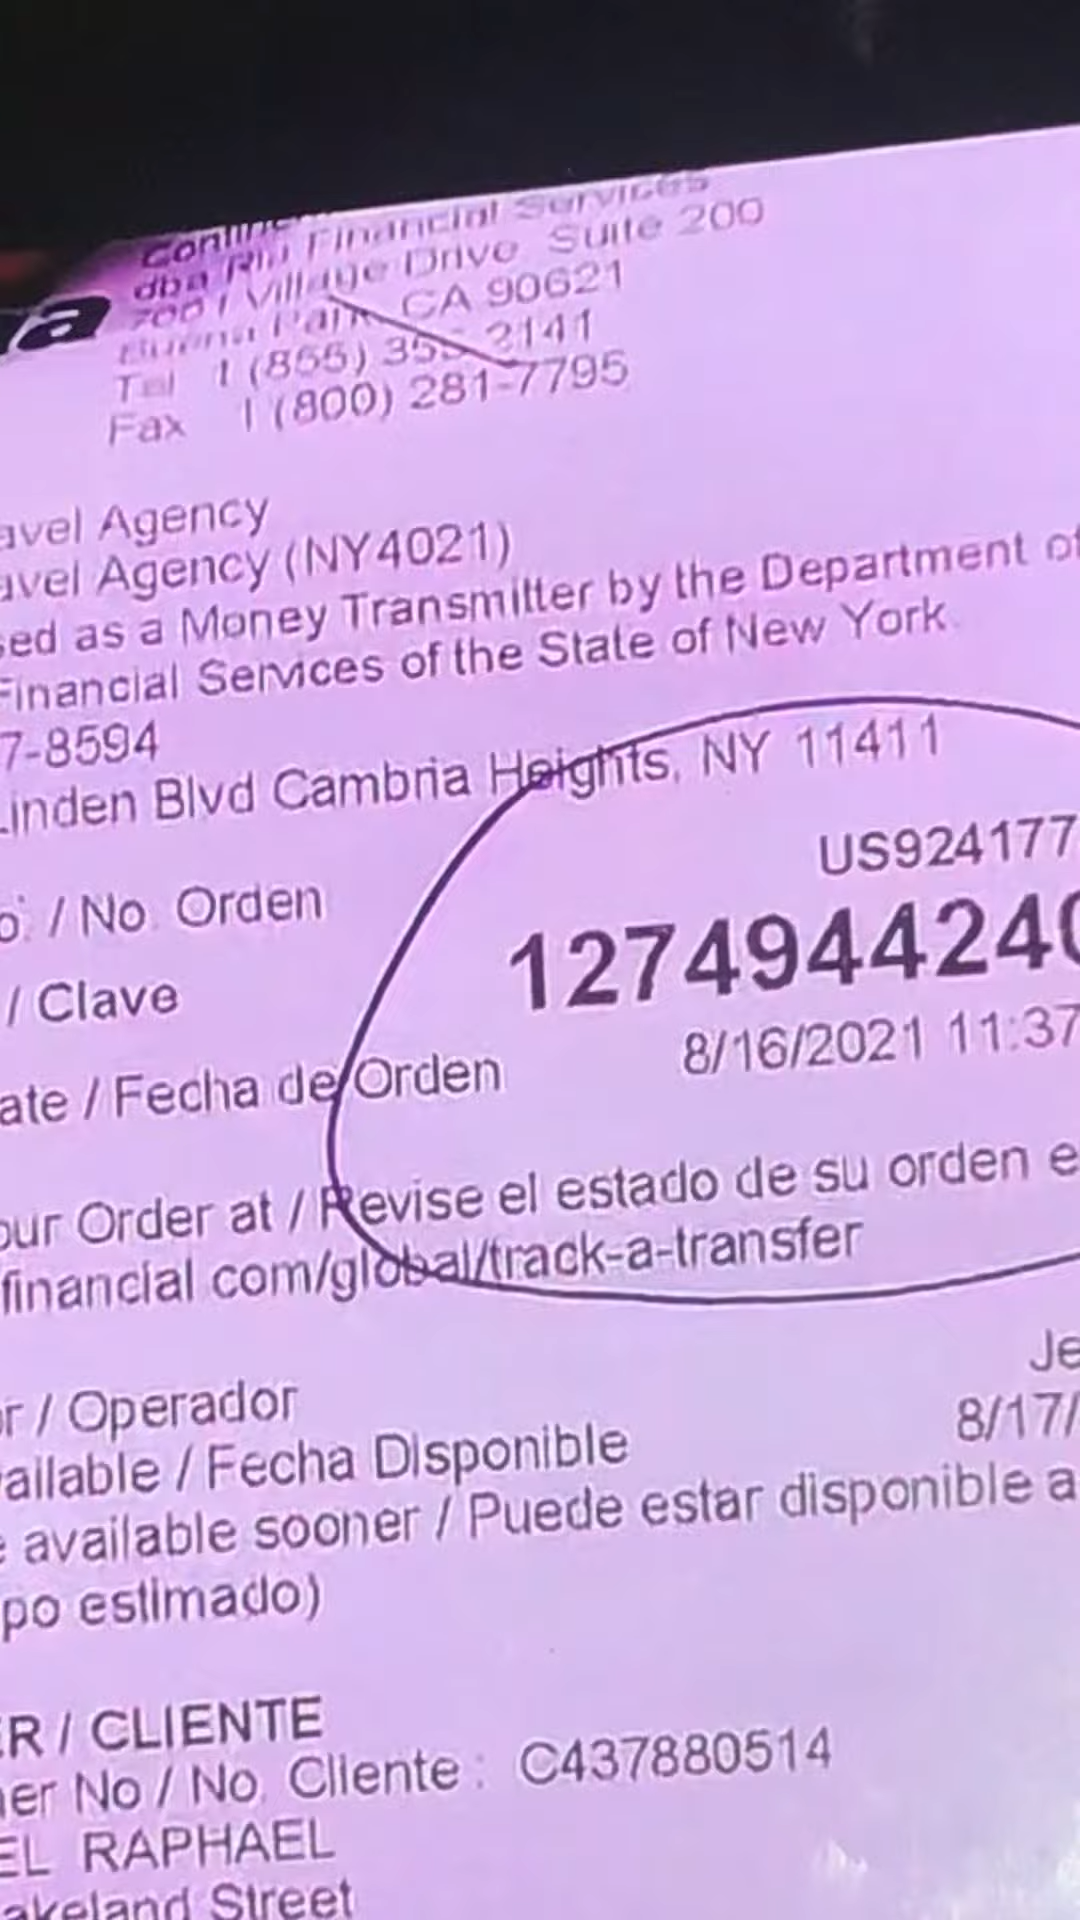 Financial Services
dba Ria Village Drive Suite 200
CA 90621
Tel 1 (855) 35 2141
Fax 1 (800) 281-7795
avel Agency
avel Agency (NY4021)
sed as a Money Transmitter by the Department of
Financial Services of the State of New York
7-8594
Linden Blvd Cambria Heights, NY 11411
US924177
o. / No. Orden
1274944240
/ Clave
8/16/2021 11:37
ate / Fecha de Orden
our Order at / Revise el estado de su orden e
financial.com/global/track-a-transfer
Je
or / Operador
8/17/
ailable / Fecha Disponible
e available sooner / Puede estar disponible a
po estimado)
ER / CLIENTE
er No / No. Cliente : C437880514
EL RAPHAEL
akeland Street